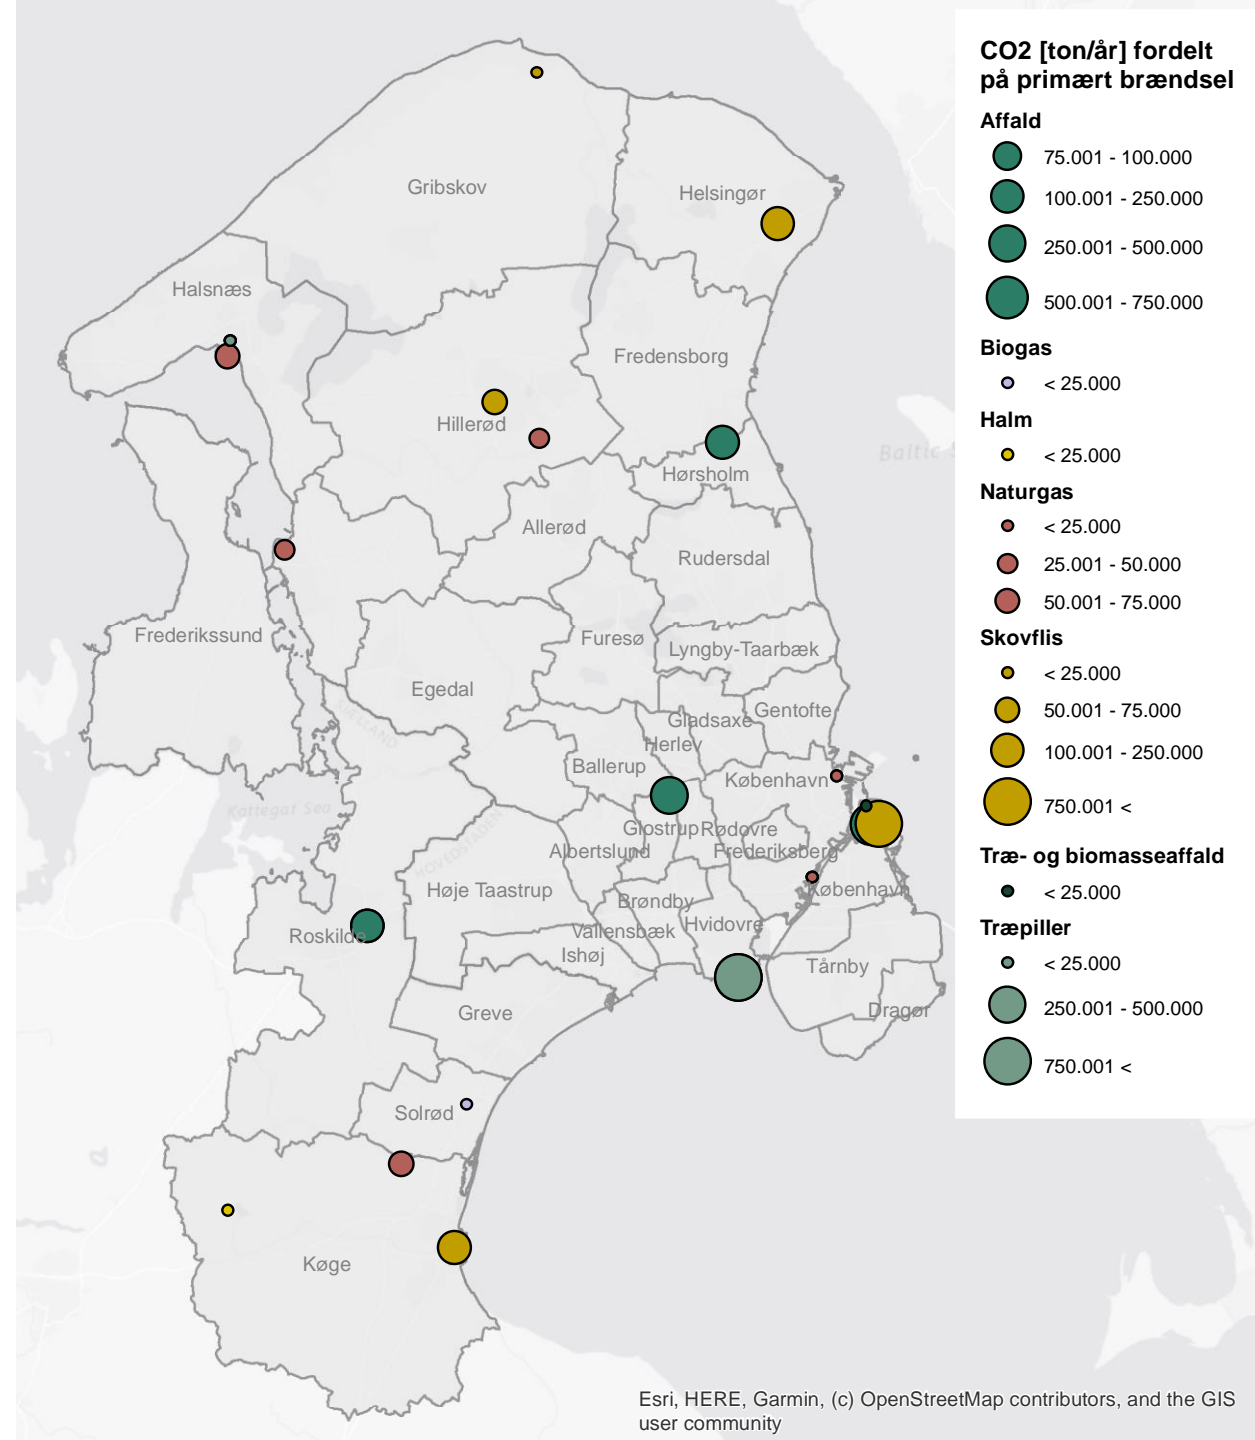 CO2 [ton/år] fordelt
på primært brændsel
Affald
75.001 - 100.000
100.001 - 250.000
250.001 - 500.000
500.001 - 750.000
Biogas
< 25.000
Halm
< 25.000
Naturgas
< 25.000
25.001 - 50.000
50.001 - 75.000
Skovflis
< 25.000
50.001 - 75.000
100.001 - 250.000
750.001 <
Træ- og biomasseaffald
< 25.000
Træpiller
< 25.000
250.001 - 500.000
750.001 <
Gribskov
Helsingør
Halsnæs
Fredensborg
Hillerød
Baltic
Hørsholm
Allerød
Rudersdal
Frederikssund
Furesø
Lyngby-Taarbæk
Egedal
SJÆLLAND
Gentofte
Gladsaxe
Herlev
Ballerup
København
Kattegat Sea
Glostrup
Rødovre
HOVEDSTADEN
Albertslund
Frederiksberg
Høje Taastrup
København
Brøndby
Hvidovre
Vallensbæk
Roskilde
Ishøj
Tårnby
Greve
Dragør
Solrød
Køge
Esri, HERE, Garmin, (c) OpenStreetMap contributors, and the GIS
user community